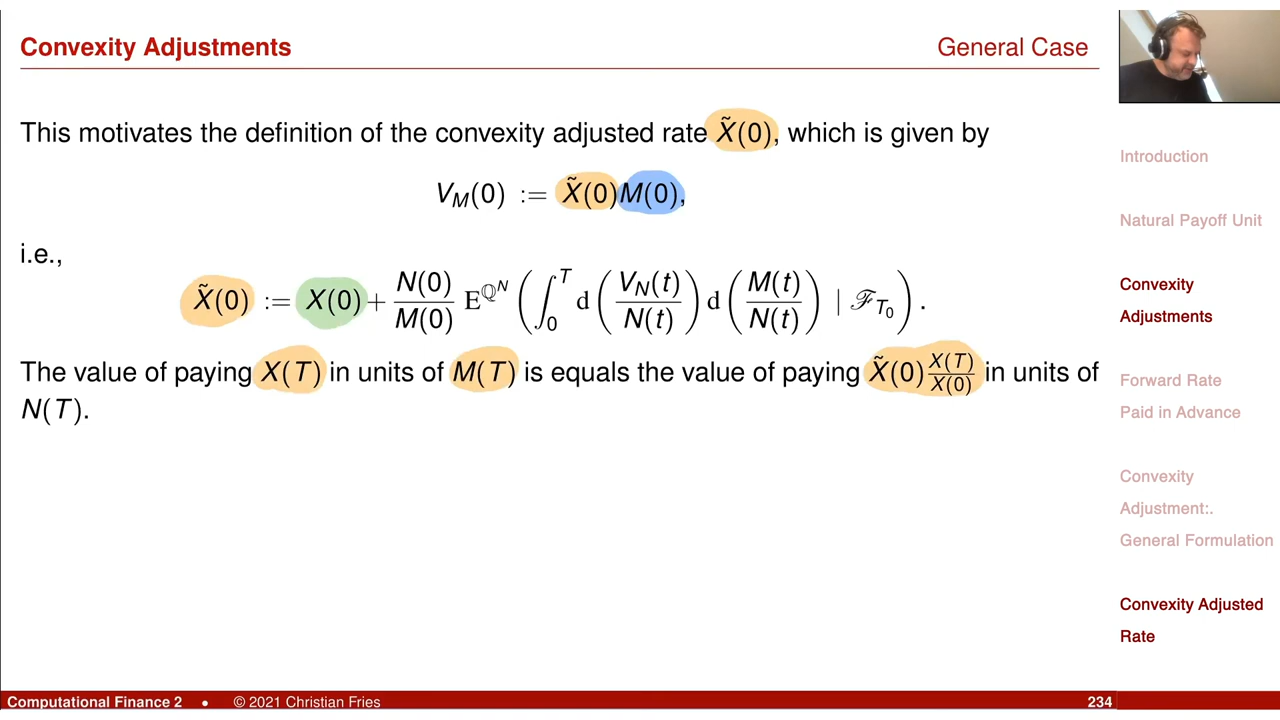 Convexity Adjustments
General Case
This motivates the definition of the convexity adjusted rate X̃(0), which is given by
V_M(0) := X̃(0)M(0),
i.e.,
X̃(0) := X(0) + N(0)/M(0) E^{ℚ^N} ( ∫_0^T d ( V_N(t)/N(t) ) d ( M(t)/N(t) ) | ℱ_{T_0} ) .
The value of paying X(T) in units of M(T) is equals the value of paying X̃(0) X(T)/X(0) in units of
N(T).
Introduction
Natural Payoff Unit
Convexity
Adjustments
Forward Rate
Paid in Advance
Convexity
Adjustment:.
General Formulation
Convexity Adjusted
Rate
Computational Finance 2 • © 2021 Christian Fries
234